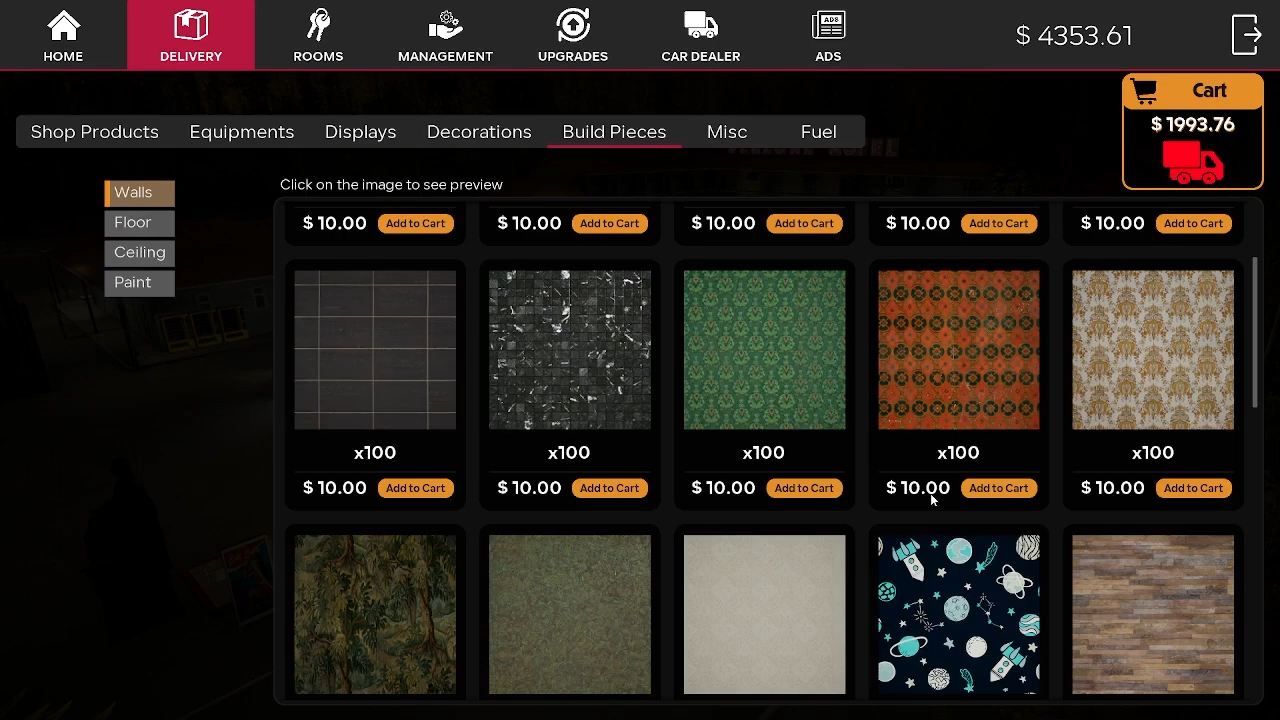 HOME
DELIVERY
ROOMS
MANAGEMENT
UPGRADES
CAR DEALER
ADS
ADS
$ 4353.61
Cart
$ 1993.76
Shop Products
Equipments
Displays
Decorations
Build Pieces
Misc
Fuel
Walls
Floor
Ceiling
Paint
Click on the image to see preview
$ 10.00 Add to Cart
$ 10.00 Add to Cart
$ 10.00 Add to Cart
$ 10.00 Add to Cart
$ 10.00 Add to Cart
x100
x100
x100
x100
x100
$ 10.00 Add to Cart
$ 10.00 Add to Cart
$ 10.00 Add to Cart
$ 10.00 Add to Cart
$ 10.00 Add to Cart